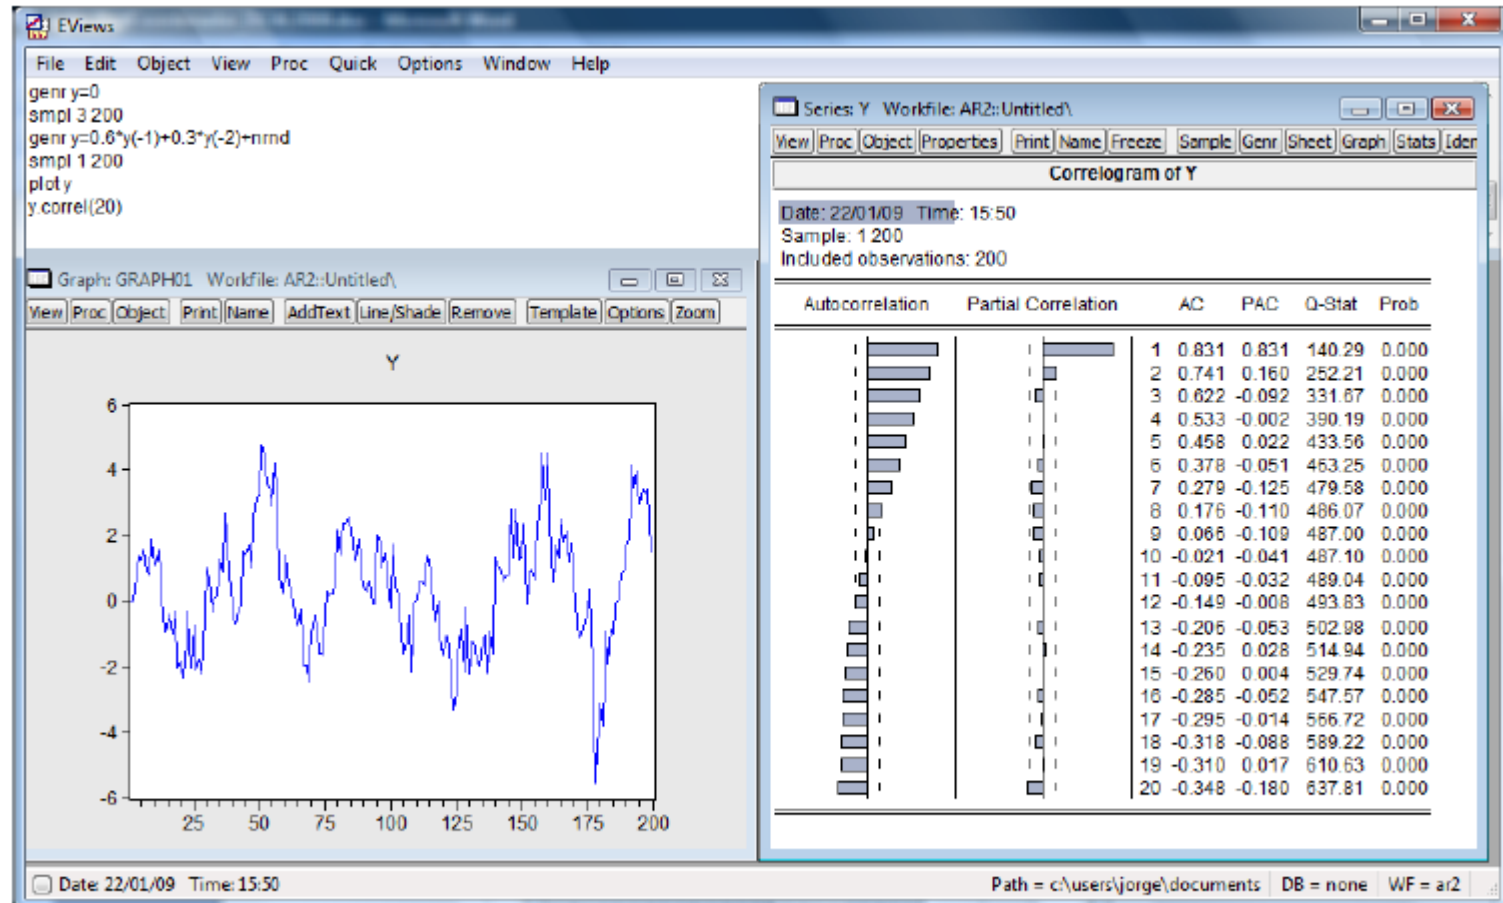 EViews
File Edit Object View Proc Quick Options Window Help
genr y=0
smpl 3 200
genr y=0.6*y(-1)+0.3*y(-2)+nrnd
smpl 1 200
plot y
y.correl(20)
Graph: GRAPH01 Workfile: AR2::Untitled\
View Proc Object Print Name AddText Line/Shade Remove Template Options Zoom
Y
6
4
2
0
-2
-4
-6
25 50 75 100 125 150 175 200
Series: Y Workfile: AR2::Untitled\
View Proc Object Properties Print Name Freeze Sample Genr Sheet Graph Stats Iden
Correlogram of Y
Date: 22/01/09 Time: 15:50
Sample: 1 200
Included observations: 200
Autocorrelation Partial Correlation AC PAC Q-Stat Prob
1 0.831 0.831 140.29 0.000
2 0.741 0.160 252.21 0.000
3 0.622 -0.092 331.67 0.000
4 0.533 -0.002 390.19 0.000
5 0.458 0.022 433.56 0.000
6 0.378 -0.051 463.25 0.000
7 0.279 -0.125 479.58 0.000
8 0.176 -0.110 486.07 0.000
9 0.066 -0.109 487.00 0.000
10 -0.021 -0.041 487.10 0.000
11 -0.095 -0.032 489.04 0.000
12 -0.149 -0.008 493.83 0.000
13 -0.206 -0.053 502.98 0.000
14 -0.235 0.028 514.94 0.000
15 -0.260 0.004 529.74 0.000
16 -0.285 -0.052 547.57 0.000
17 -0.295 -0.014 566.72 0.000
18 -0.318 -0.088 589.22 0.000
19 -0.310 0.017 610.63 0.000
20 -0.348 -0.180 637.81 0.000
Date: 22/01/09 Time: 15:50 Path = c:\users\jorge\documents DB = none WF = ar2